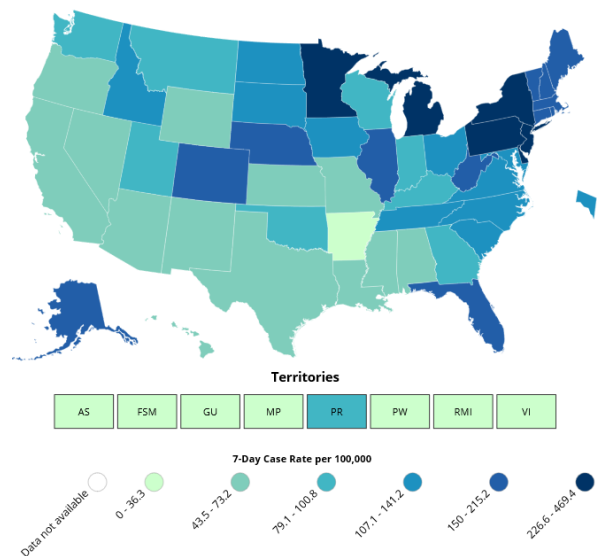 Territories
AS FSM GU MP PR PW RMI VI
7-Day Case Rate per 100,000
Data not available
0 - 36.3
43.5 - 73.2
79.1 - 100.8
107.1 - 141.2
150 - 215.2
226.6 - 469.4